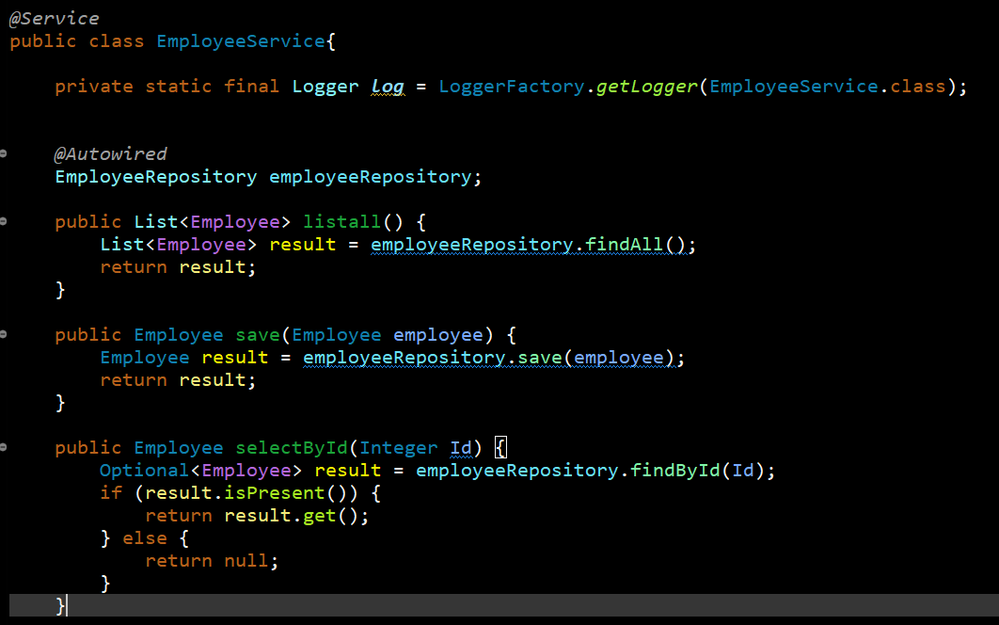 @Service
public class EmployeeService{
private static final Logger log = LoggerFactory.getLogger(EmployeeService.class);
@Autowired
EmployeeRepository employeeRepository;
public List<Employee> listall() {
List<Employee> result = employeeRepository.findAll();
return result;
}
public Employee save(Employee employee) {
Employee result = employeeRepository.save(employee);
return result;
}
public Employee selectById(Integer Id) {
Optional<Employee> result = employeeRepository.findById(Id);
if (result.isPresent()) {
return result.get();
} else {
return null;
}
}